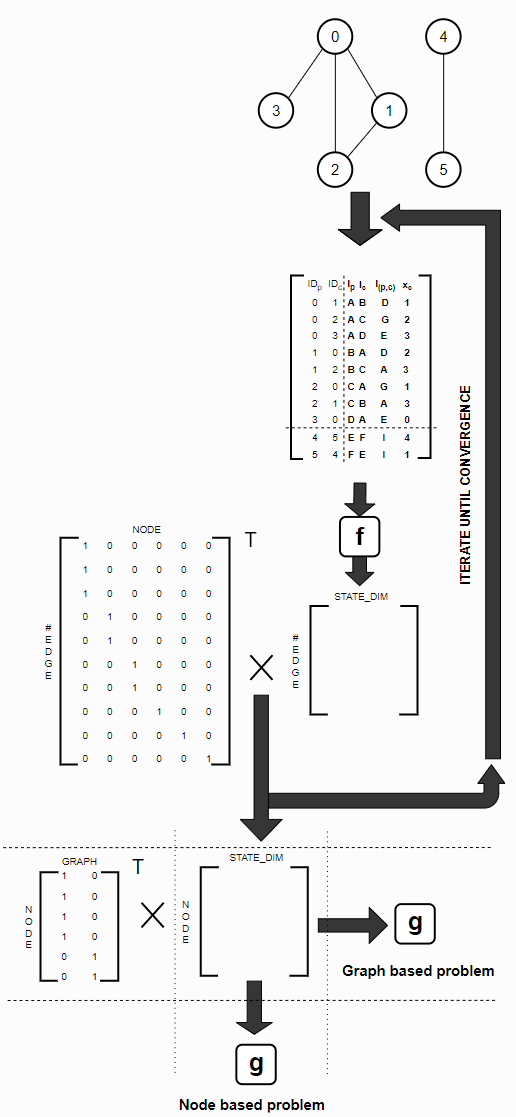 0 4
3 1
2 5
IDp IDc Ip Ic I(p,c) xc
0 1 A B D 1
0 2 A C G 2
0 3 A D E 3
1 0 B A D 2
1 2 B C A 3
2 0 C A G 1
2 1 C B A 3
3 0 D A E 0
4 5 E F I 4
5 4 F E I 1
ITERATE UNTIL CONVERGENCE
f
NODE
T
1 0 0 0 0 0
1 0 0 0 0 0
1 0 0 0 0 0
0 1 0 0 0 0
0 1 0 0 0 0
0 0 1 0 0 0
0 0 1 0 0 0
0 0 0 1 0 0
0 0 0 0 1 0
0 0 0 0 0 1
#EDGE
STATE_DIM
#EDGE
GRAPH
T
1 0
1 0
1 0
1 0
0 1
0 1
NODE
STATE_DIM
NODE
g
Graph based problem
g
Node based problem